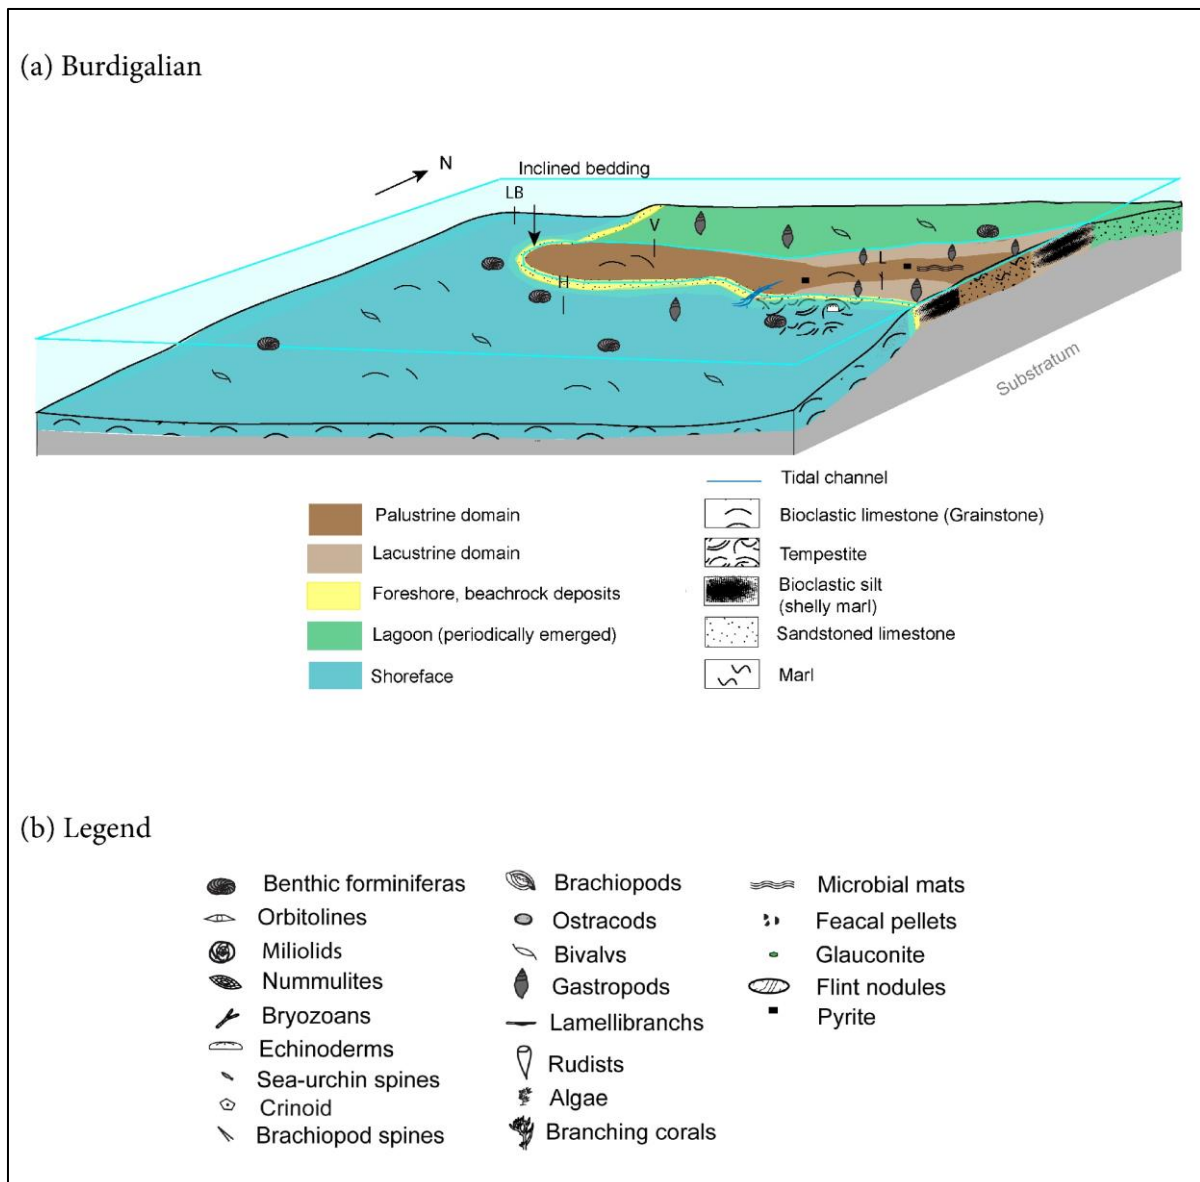 (a) Burdigalian
N
Inclined bedding
LB
V
L
H
Substratum
Palustrine domain
Lacustrine domain
Foreshore, beachrock deposits
Lagoon (periodically emerged)
Shoreface
Tidal channel
Bioclastic limestone (Grainstone)
Tempestite
Bioclastic silt
(shelly marl)
Sandstoned limestone
Marl
(b) Legend
Benthic forminiferas
Orbitolines
Miliolids
Nummulites
Bryozoans
Echinoderms
Sea-urchin spines
Crinoid
Brachiopod spines
Brachiopods
Ostracods
Bivalvs
Gastropods
Lamellibranchs
Rudists
Algae
Branching corals
Microbial mats
Feacal pellets
Glauconite
Flint nodules
Pyrite